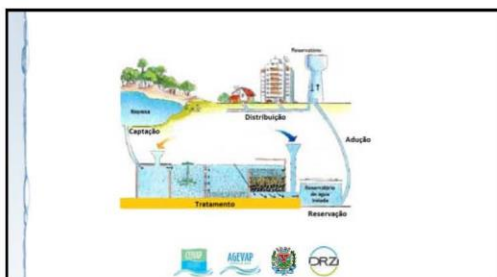 Reservatório
Represa
Distribuição
Captação
Adução
Reservatório
de água
tratada
Tratamento
Reservação
AGEVAP
DRZ